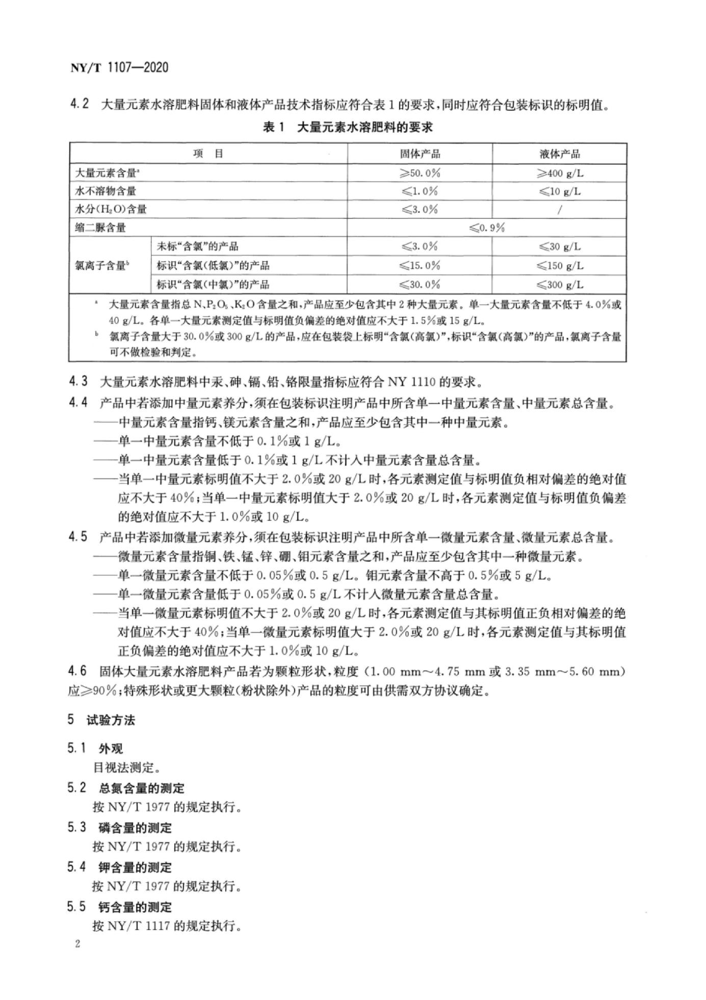 NY/T 1107—2020
4.2 大量元素水溶肥料固体和液体产品技术指标应符合表 1 的要求,同时应符合包装标识的标明值。
表 1 大量元素水溶肥料的要求
项 目 固体产品 液体产品
大量元素含量ᵃ ≥50.0% ≥400 g/L
水不溶物含量 ≤1.0% ≤10 g/L
水分(H₂O)含量 ≤3.0% /
缩二脲含量 ≤0.9%
氯离子含量ᵇ
未标“含氯”的产品 ≤3.0% ≤30 g/L
标识“含氯(低氯)”的产品 ≤15.0% ≤150 g/L
标识“含氯(中氯)”的产品 ≤30.0% ≤300 g/L
ᵃ 大量元素含量指总 N、P₂O₅、K₂O 含量之和,产品应至少包含其中 2 种大量元素。单一大量元素含量不低于 4.0%或
40 g/L。各单一大量元素测定值与标明值负偏差的绝对值应不大于 1.5%或 15 g/L。
ᵇ 氯离子含量大于 30.0%或 300 g/L 的产品,应在包装袋上标明“含氯(高氯)”,标识“含氯(高氯)”的产品,氯离子含量
可不做检验和判定。
4.3 大量元素水溶肥料中汞、砷、镉、铅、铬限量指标应符合 NY 1110 的要求。
4.4 产品中若添加中量元素养分,须在包装标识注明产品中所含单一中量元素含量、中量元素总含量。
——中量元素含量指钙、镁元素含量之和,产品应至少包含其中一种中量元素。
——单一中量元素含量不低于 0.1%或 1 g/L。
——单一中量元素含量低于 0.1%或 1 g/L 不计入中量元素含量总含量。
——当单一中量元素标明值不大于 2.0%或 20 g/L 时,各元素测定值与标明值负相对偏差的绝对值
应不大于 40%;当单一中量元素标明值大于 2.0%或 20 g/L 时,各元素测定值与标明值负偏差
的绝对值应不大于 1.0%或 10 g/L。
4.5 产品中若添加微量元素养分,须在包装标识注明产品中所含单一微量元素含量、微量元素总含量。
——微量元素含量指铜、铁、锰、锌、硼、钼元素含量之和,产品应至少包含其中一种微量元素。
——单一微量元素含量不低于 0.05%或 0.5 g/L。钼元素含量不高于 0.5%或 5 g/L。
——单一微量元素含量低于 0.05%或 0.5 g/L 不计入微量元素含量总含量。
——当单一微量元素标明值不大于 2.0%或 20 g/L 时,各元素测定值与其标明值正负相对偏差的绝
对值应不大于 40%;当单一微量元素标明值大于 2.0%或 20 g/L 时,各元素测定值与其标明值
正负偏差的绝对值应不大于 1.0%或 10 g/L。
4.6 固体大量元素水溶肥料产品若为颗粒形状,粒度 (1.00 mm～4.75 mm 或 3.35 mm～5.60 mm)
应≥90%;特殊形状或更大颗粒(粉状除外)产品的粒度可由供需双方协议确定。
5 试验方法
5.1 外观
目视法测定。
5.2 总氮含量的测定
按 NY/T 1977 的规定执行。
5.3 磷含量的测定
按 NY/T 1977 的规定执行。
5.4 钾含量的测定
按 NY/T 1977 的规定执行。
5.5 钙含量的测定
按 NY/T 1117 的规定执行。
2